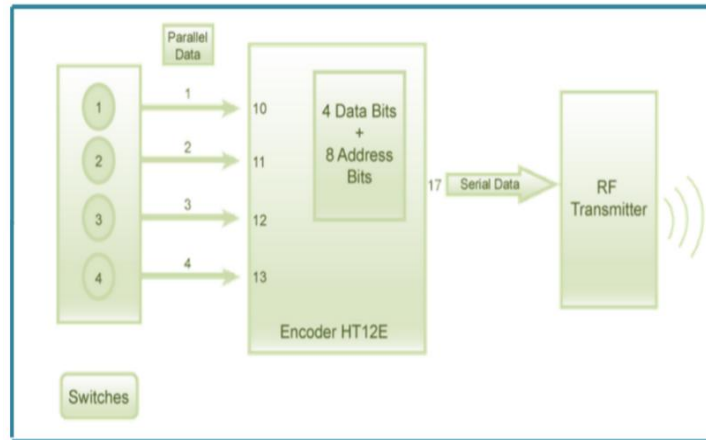 Parallel
Data
1
1
10
2
2
11
3
3
12
4
4
13
4 Data Bits
+
8 Address
Bits
17
Serial Data
RF
Transmitter
Encoder HT12E
Switches